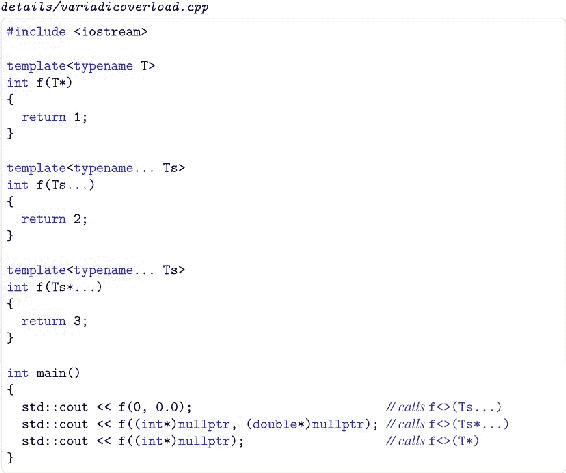 details/variadicoverload.cpp
#include <iostream>
template<typename T>
int f(T*)
{
return 1;
}
template<typename... Ts>
int f(Ts...)
{
return 2;
}
template<typename... Ts>
int f(Ts*...)
{
return 3;
}
int main()
{
std::cout << f(0, 0.0); // calls f<>(Ts...)
std::cout << f((int*)nullptr, (double*)nullptr); // calls f<>(Ts*...)
std::cout << f((int*)nullptr); // calls f<>(T*)
}